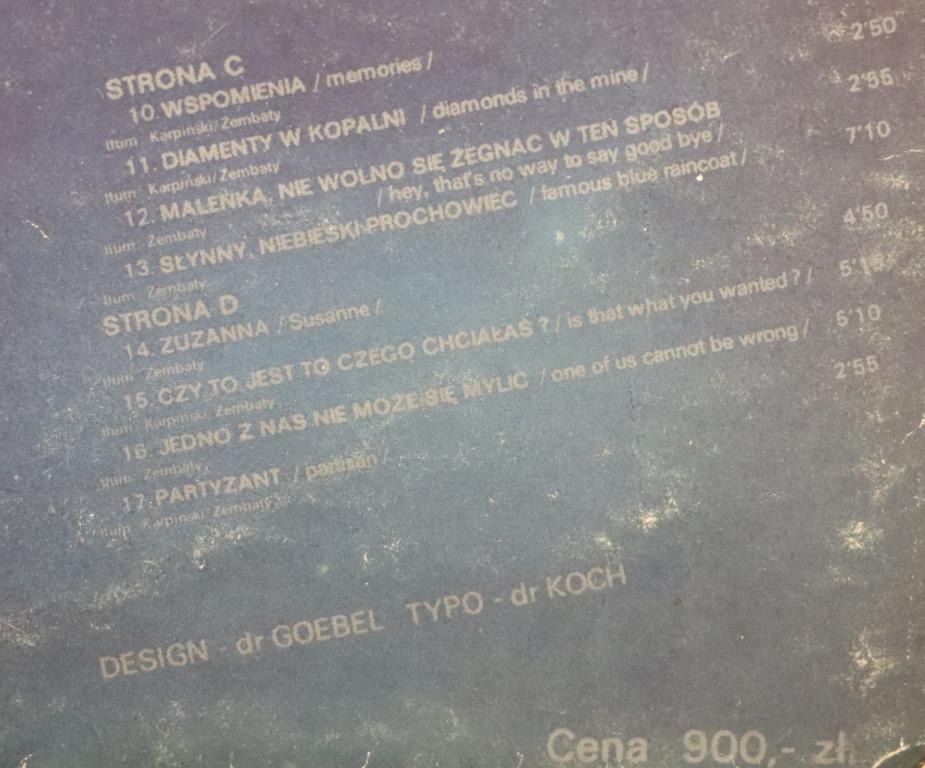 STRONA C
10. WSPOMIENIA / memories / 2'50
tłum. Karpiński/Zembaty
11. DIAMENTY W KOPALNI / diamonds in the mine / 2'55
tłum. Karpiński/Zembaty
12. MALEŃKA, NIE WOLNO SIĘ ŻEGNAĆ W TEN SPOSÓB 7'10
/ hey, that's no way to say good bye /
tłum. Zembaty
13. SŁYNNY, NIEBIESKI PROCHOWIEC / famous blue raincoat / 4'50
tłum. Zembaty
STRONA D
14. ZUZANNA / Susanne /
tłum. Zembaty
15. CZY TO JEST TO CZEGO CHCIAŁAŚ ? / is that what you wanted ? /
tłum. Karpiński, Zembaty
16. JEDNO Z NAS NIE MOŻE SIĘ MYLIĆ / one of us cannot be wrong / 5'10
tłum. Zembaty
17. PARTYZANT / partisan / 2'55
tłum. Karpiński, Zembaty
DESIGN - dr GOEBEL TYPO - dr KOCH
Cena 900,- zł.